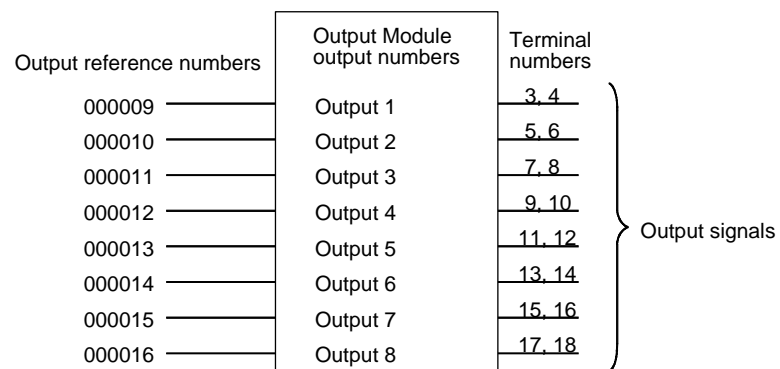 Output reference numbers
Output Module
output numbers
Terminal
numbers
000009 Output 1 3, 4
000010 Output 2 5, 6
000011 Output 3 7, 8
000012 Output 4 9, 10
000013 Output 5 11, 12
000014 Output 6 13, 14
000015 Output 7 15, 16
000016 Output 8 17, 18
Output signals